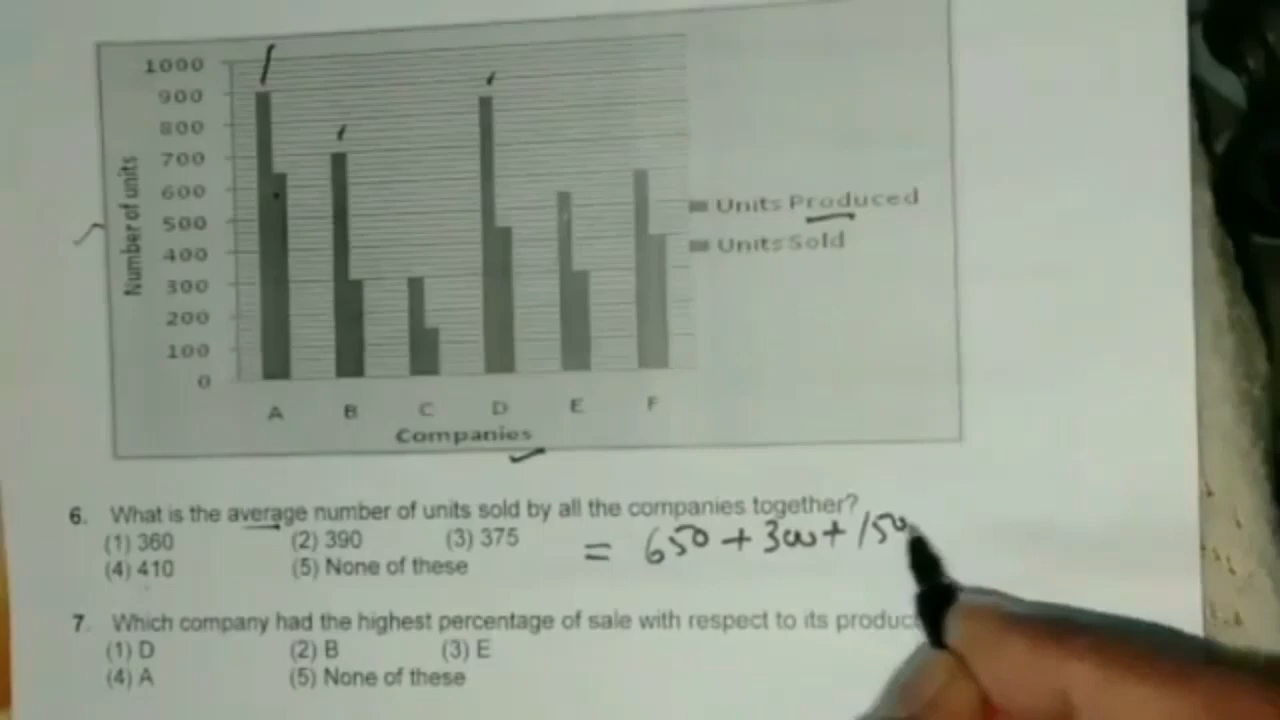 1000
900
800
700
600
500
400
300
200
100
0
Number of units
A B C D E F
Companies
Units Produced
Units Sold
6. What is the average number of units sold by all the companies together?
(1) 360 (2) 390 (3) 375
(4) 410 (5) None of these
= 650 + 300 + 150
7. Which company had the highest percentage of sale with respect to its produc
(1) D (2) B (3) E
(4) A (5) None of these